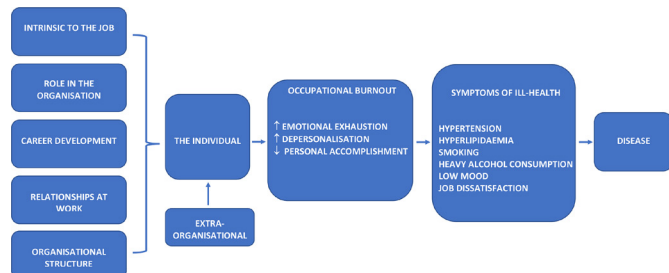 INTRINSIC TO THE JOB
ROLE IN THE
ORGANISATION
CAREER DEVELOPMENT
RELATIONSHIPS AT
WORK
ORGANISATIONAL
STRUCTURE
THE INDIVIDUAL
EXTRA-
ORGANISATIONAL
OCCUPATIONAL BURNOUT
↑ EMOTIONAL EXHAUSTION
↑ DEPERSONALISATION
↓ PERSONAL ACCOMPLISHMENT
SYMPTOMS OF ILL-HEALTH
HYPERTENSION
HYPERLIPIDAEMIA
SMOKING
HEAVY ALCOHOL CONSUMPTION
LOW MOOD
JOB DISSATISFACTION
DISEASE